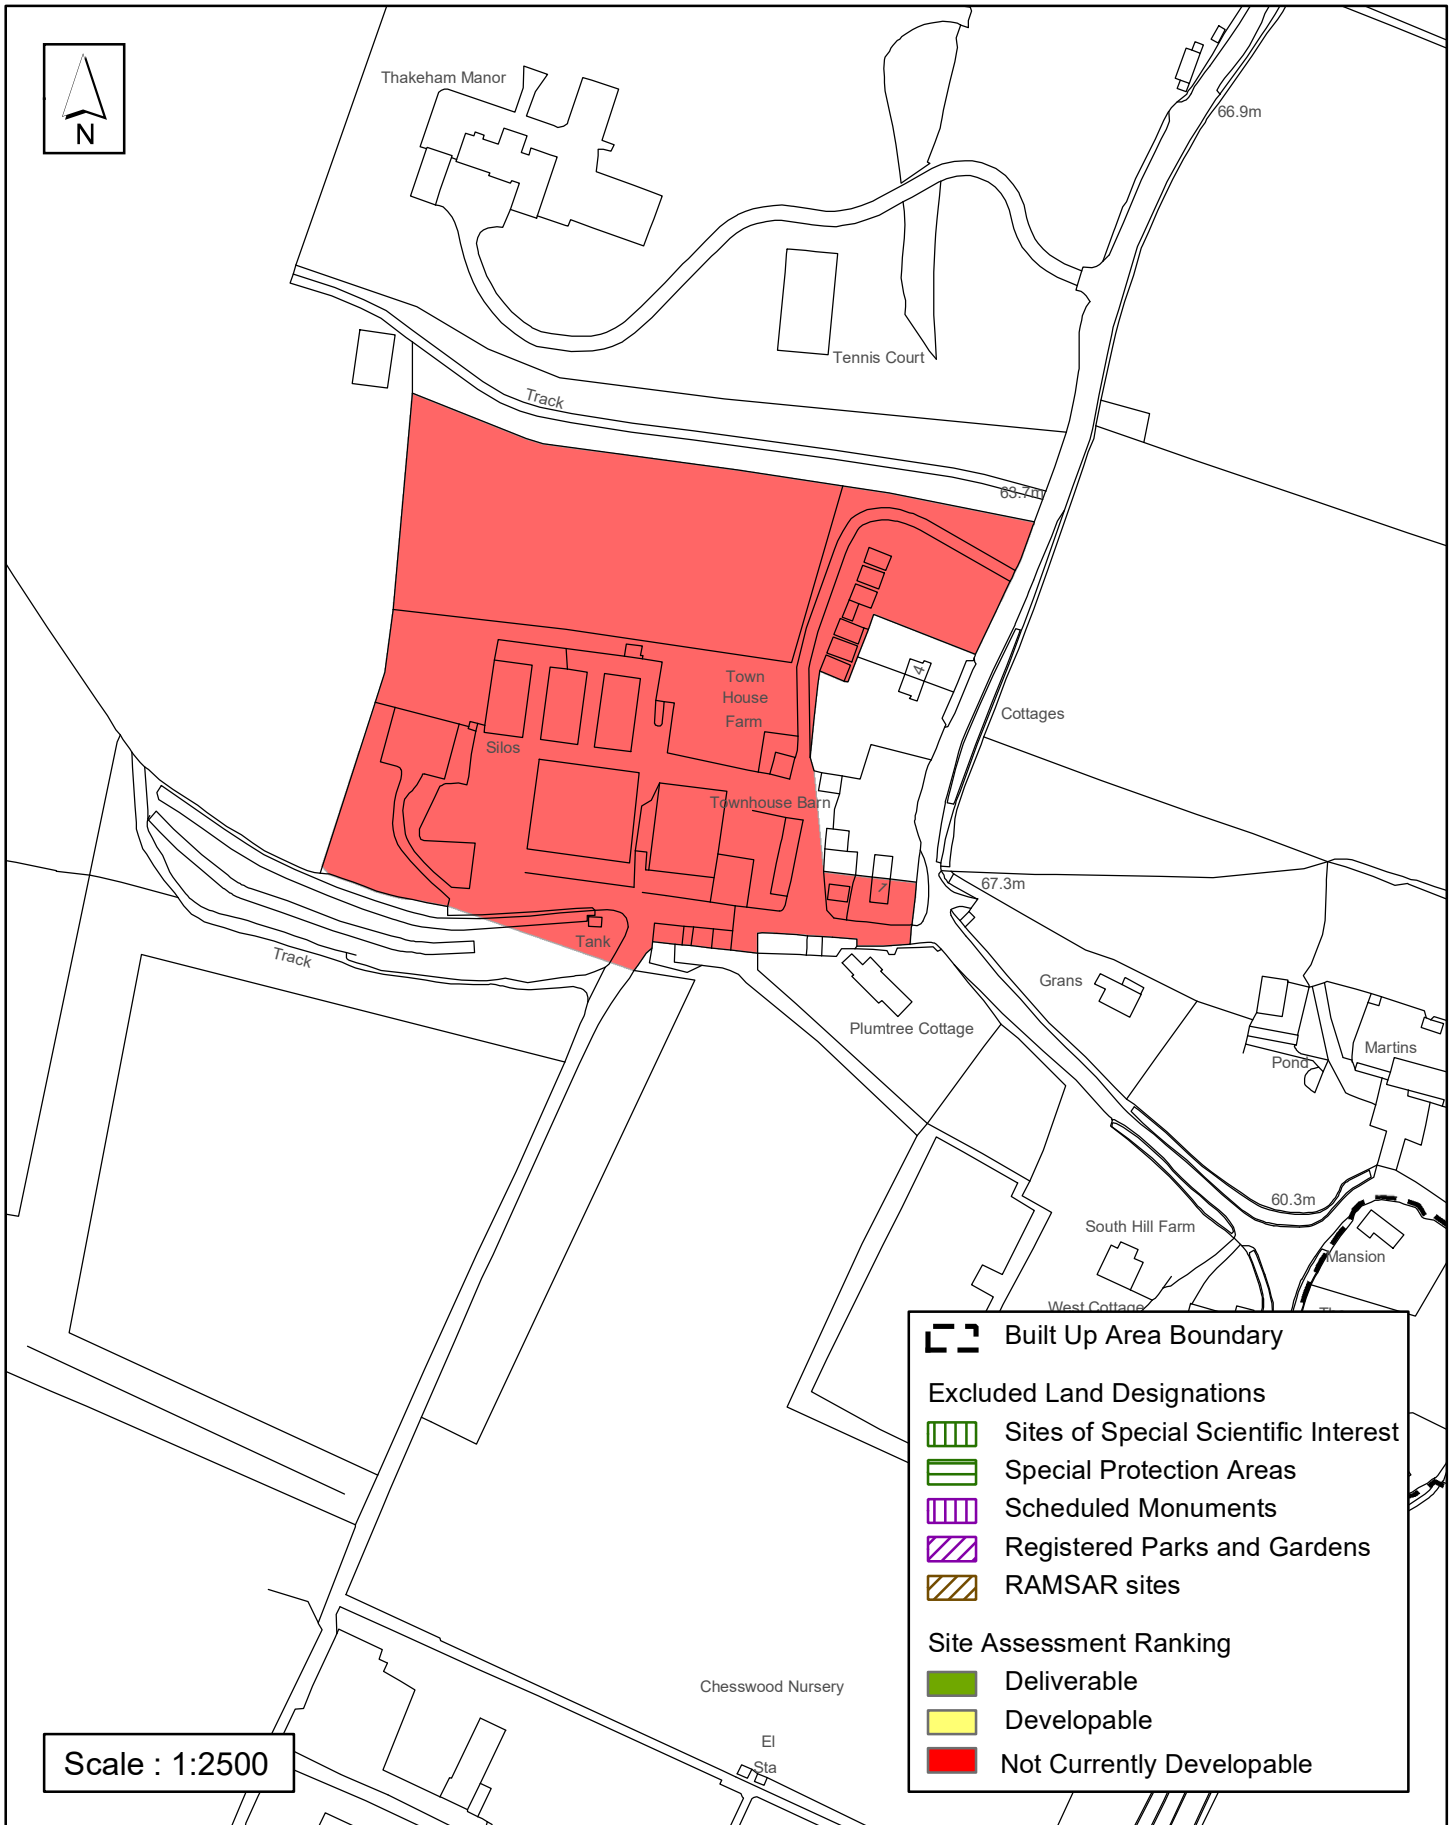 Thakeham Manor
N
66.9m
Tennis Court
Track
63.7m
4
Town
House
Farm
Cottages
Silos
Townhouse Barn
1
67.3m
Tank
Track
Grans
Plumtree Cottage
Martins
Pond
60.3m
South Hill Farm
Mansion
West Cottage
Built Up Area Boundary
Excluded Land Designations
Sites of Special Scientific Interest
Special Protection Areas
Scheduled Monuments
Registered Parks and Gardens
RAMSAR sites
Site Assessment Ranking
Deliverable
Developable
Not Currently Developable
Chesswood Nursery
El
Sta
Scale : 1:2500